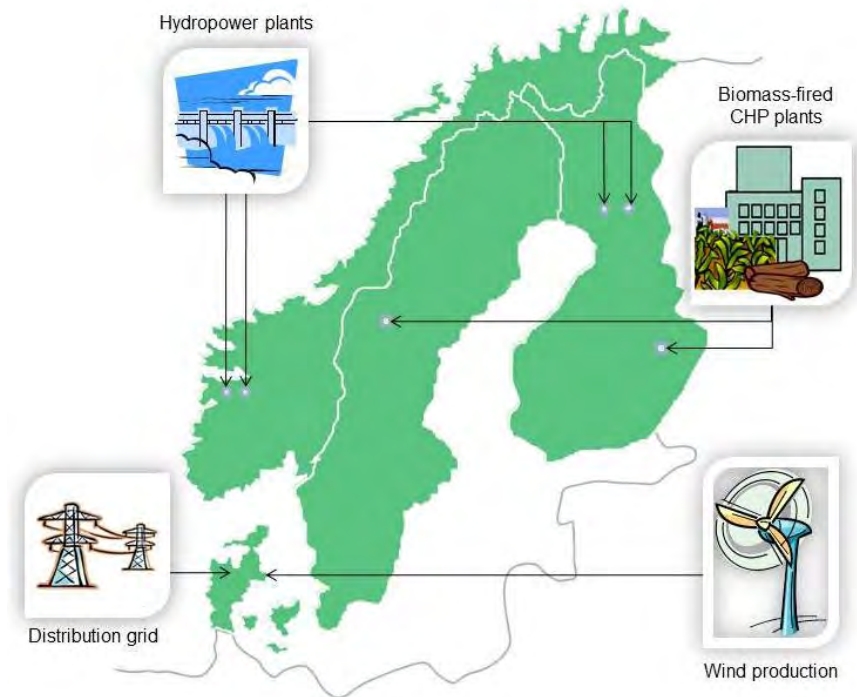 Hydropower plants
Biomass-fired
CHP plants
Distribution grid
Wind production